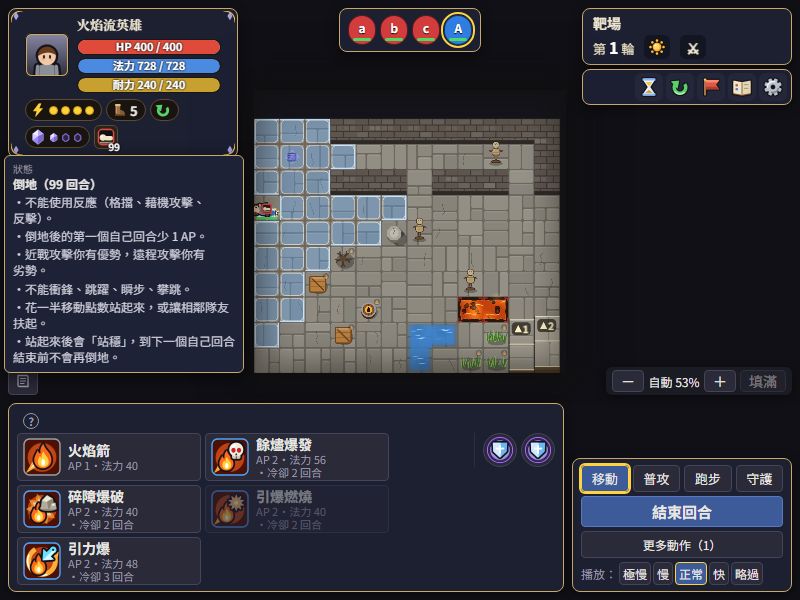 火焰流英雄
HP 400 / 400
法力 728 / 728
耐力 240 / 240
5
99
狀態
倒地（99 回合）
・不能使用反應（格擋、藉機攻擊、
反擊）。
・倒地後的第一個自己回合少 1 AP。
・近戰攻擊你有優勢，遠程攻擊你有
劣勢。
・不能衝鋒、跳躍、瞬步、攀跳。
・花一半移動點數站起來，或讓相鄰隊友
扶起。
・站起來後會「站穩」，到下一個自己回合
結束前不會再倒地。
a b c A
靶場
第 1 輪
▲1
▲2
− 自動 53% + 填滿
?
火焰箭
AP 1・法力 40
餘燼爆發
AP 2・法力 56
・冷卻 2 回合
碎障爆破
AP 2・法力 40
・冷卻 2 回合
引爆燃燒
AP 2・法力 40
・冷卻 2 回合
引力爆
AP 2・法力 48
・冷卻 3 回合
移動 普攻 跑步 守護
結束回合
更多動作（1）
播放： 極慢 慢 正常 快 略過